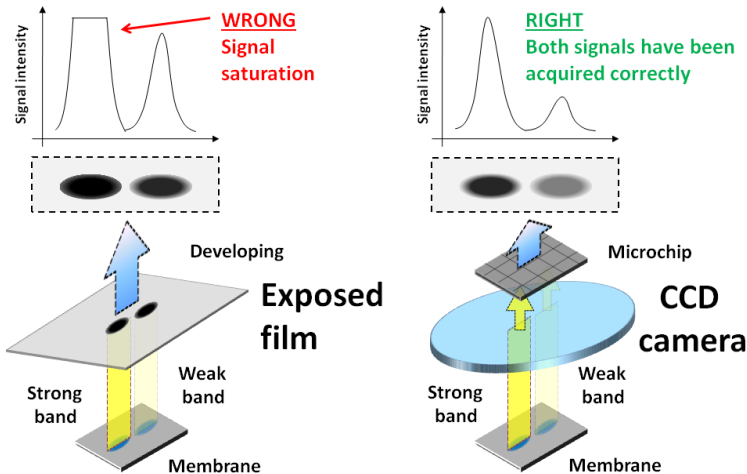 Signal intensity
WRONG
Signal
saturation
Developing
Exposed
film
Strong
band
Weak
band
Membrane
Signal intensity
RIGHT
Both signals have been
acquired correctly
Microchip
CCD
camera
Strong
band
Weak
band
Membrane